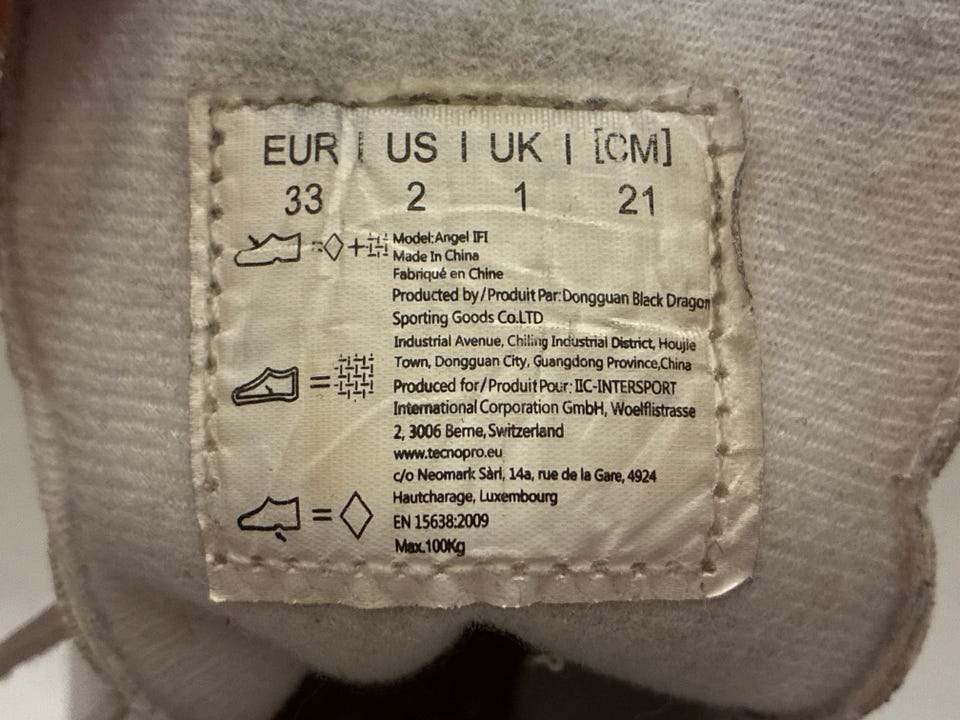 EUR | US | UK | [CM]
33 2 1 21
Model:Angel IFI
Made In China
Fabriqué en Chine
Producted by/Produit Par:Dongguan Black Dragon
Sporting Goods Co.LTD
Industrial Avenue, Chiling Industrial District, Houjie
Town, Dongguan City, Guangdong Province,China
Produced for/Produit Pour: IIC-INTERSPORT
International Corporation GmbH, Woelflistrasse
2, 3006 Berne, Switzerland
www.tecnopro.eu
c/o Neomark Sàrl, 14a, rue de la Gare, 4924
Hautcharage, Luxembourg
EN 15638:2009
Max.100Kg